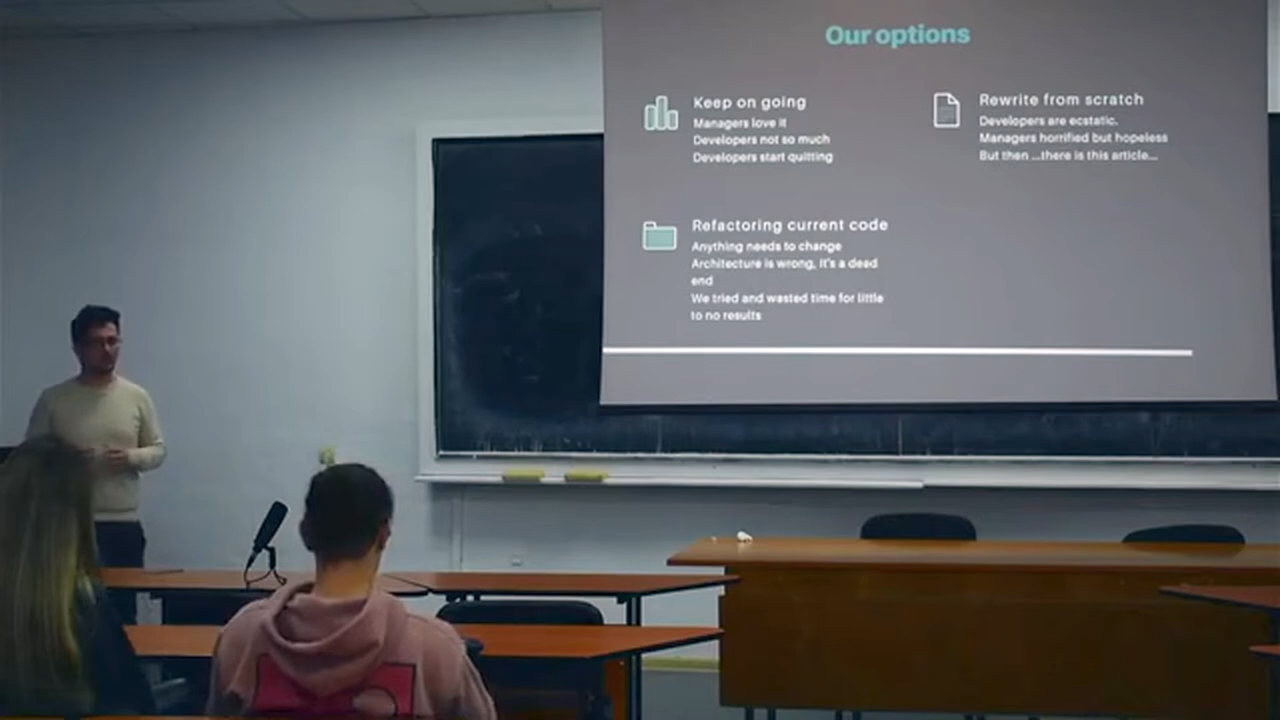 Our options
Keep on going
Managers love it
Developers not so much
Developers start quitting
Rewrite from scratch
Developers are ecstatic.
Managers horrified but hopeless
But then ...there is this article...
Refactoring current code
Anything needs to change
Architecture is wrong, it's a dead
end
We tried and wasted time for little
to no results